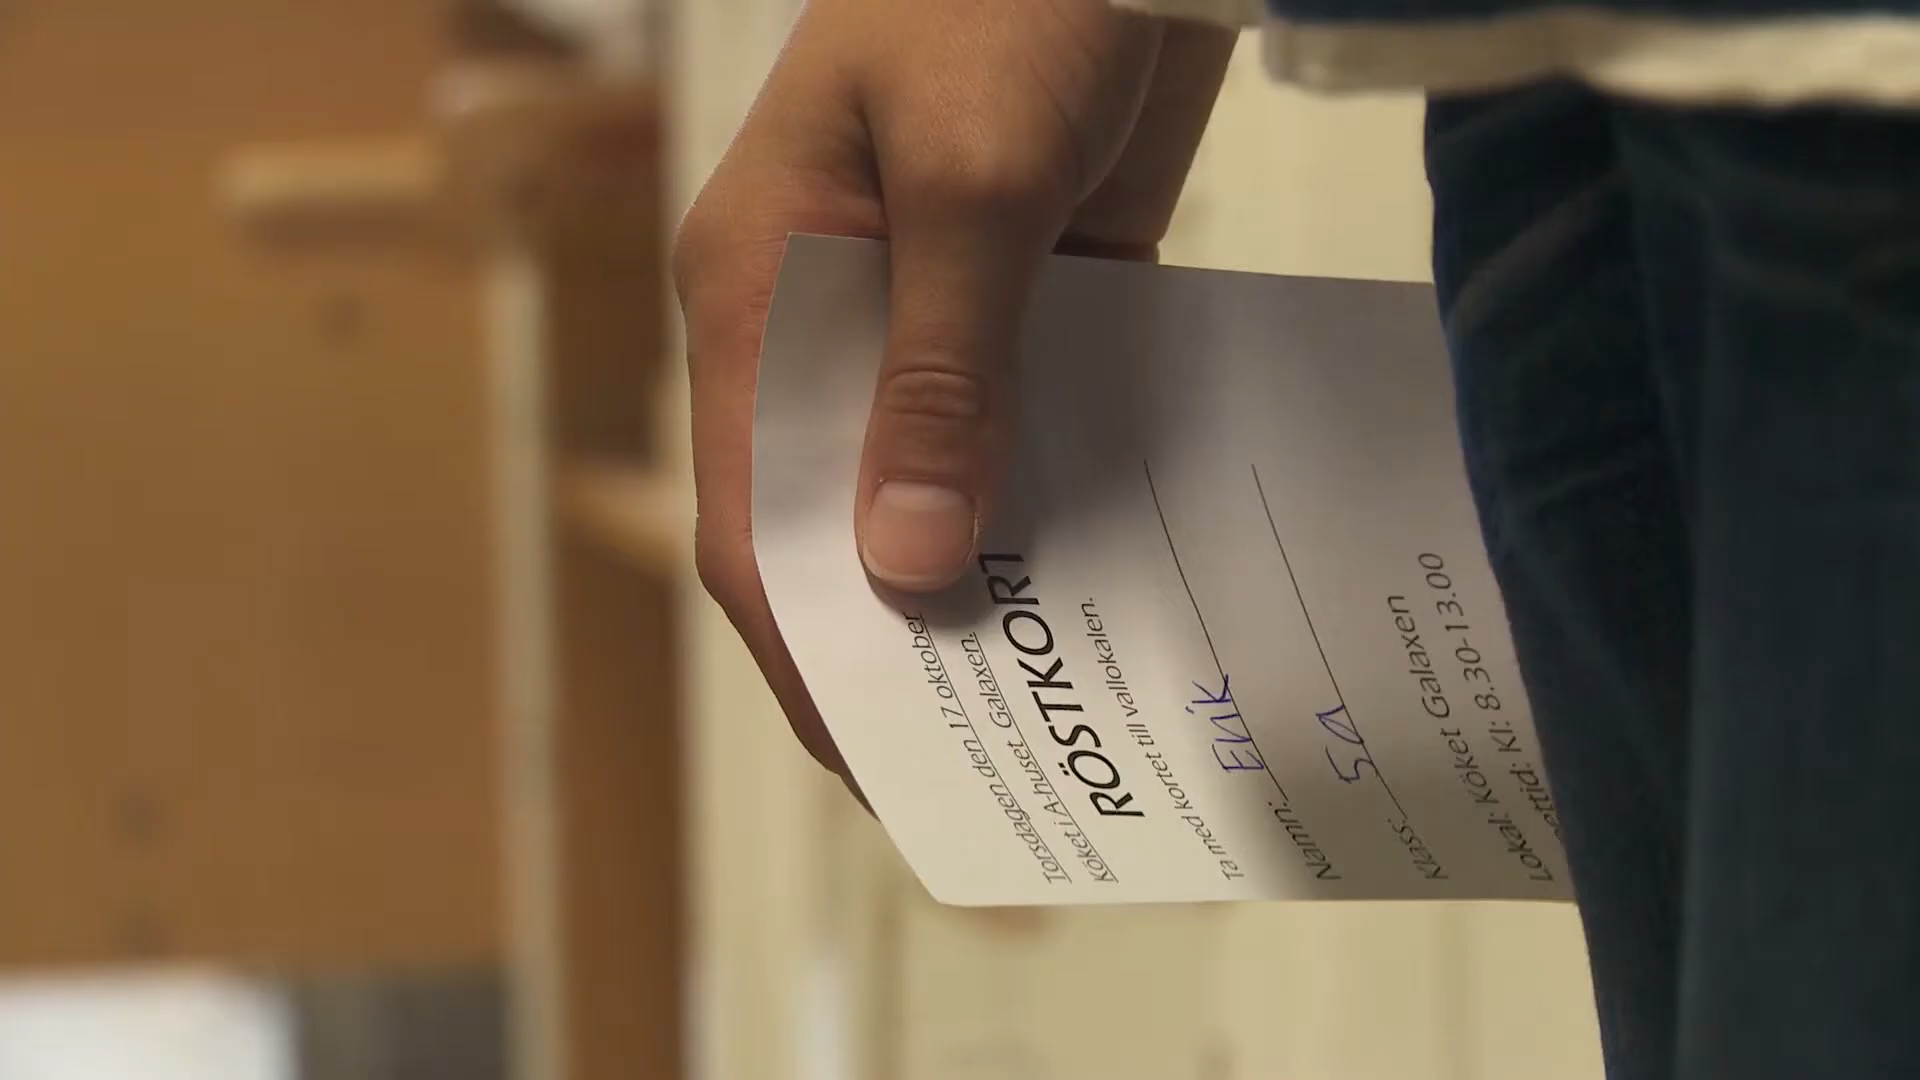 Torsdagen den 17 oktober
Köket i A-huset Galaxen.
RÖSTKORT
Ta med kortet till vallokalen.
Namn: Erik
Klass: 5a
Lokal: Köket Galaxen
Kl: 8.30-13.00